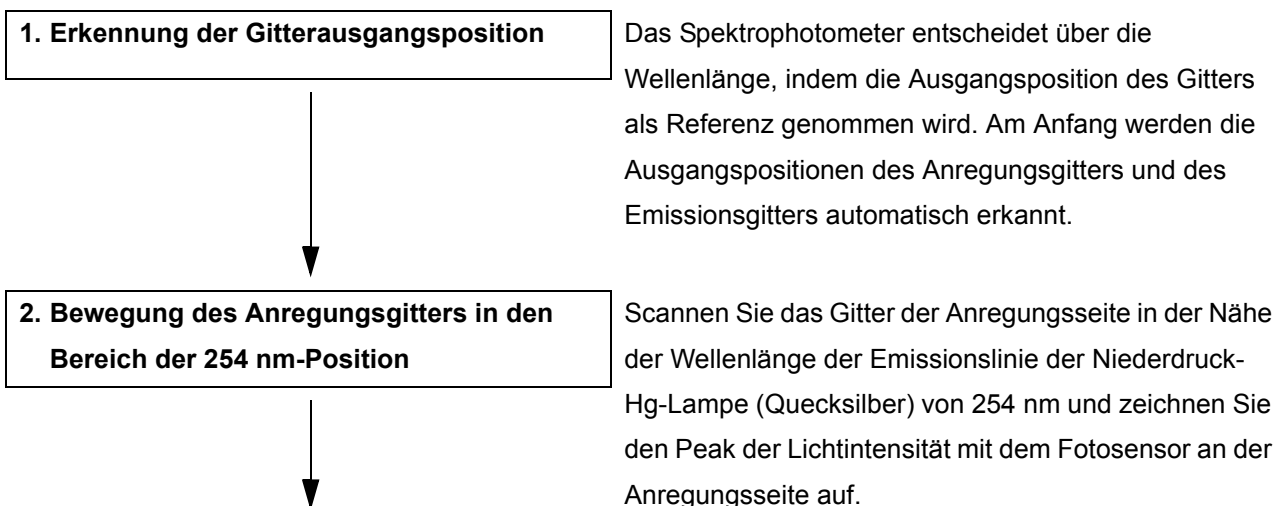 1. Erkennung der Gitterausgangsposition
Das Spektrophotometer entscheidet über die
Wellenlänge, indem die Ausgangsposition des Gitters
als Referenz genommen wird. Am Anfang werden die
Ausgangspositionen des Anregungsgitters und des
Emissionsgitters automatisch erkannt.
2. Bewegung des Anregungsgitters in den
Bereich der 254 nm-Position
Scannen Sie das Gitter der Anregungsseite in der Nähe
der Wellenlänge der Emissionslinie der Niederdruck-
Hg-Lampe (Quecksilber) von 254 nm und zeichnen Sie
den Peak der Lichtintensität mit dem Fotosensor an der
Anregungsseite auf.